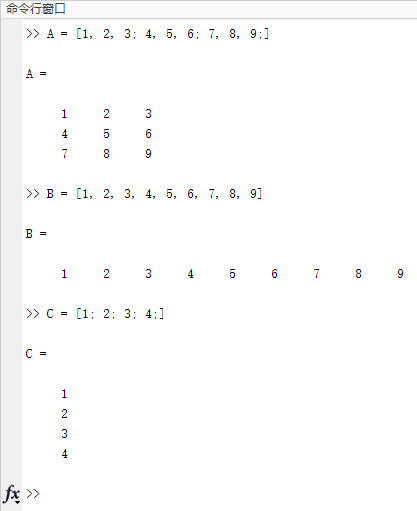 命令行窗口
>> A = [1, 2, 3; 4, 5, 6; 7, 8, 9;]
A =
1 2 3
4 5 6
7 8 9
>> B = [1, 2, 3, 4, 5, 6, 7, 8, 9]
B =
1 2 3 4 5 6 7 8 9
>> C = [1; 2; 3; 4;]
C =
1
2
3
4
fx >>